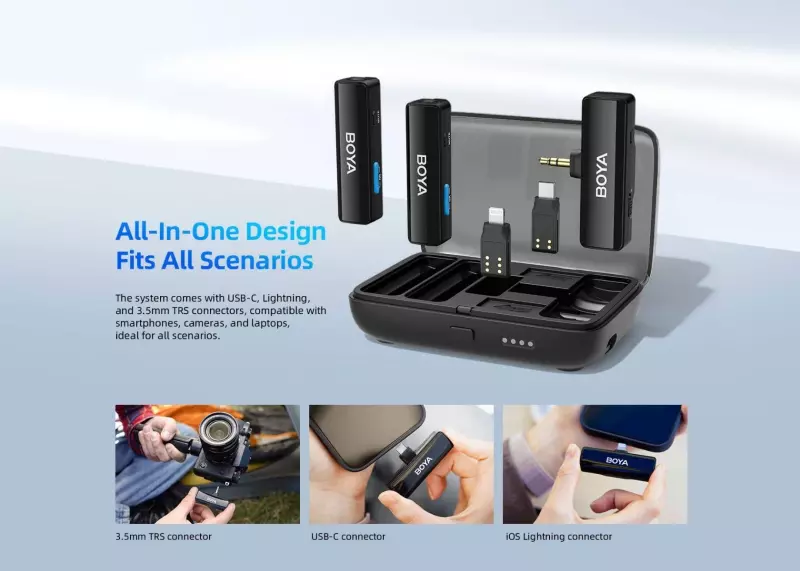 BOYA
BOYA
BOYA
All-In-One Design
Fits All Scenarios
The system comes with USB-C, Lightning,
and 3.5mm TRS connectors, compatible with
smartphones, cameras, and laptops,
ideal for all scenarios.
BOYA
BOYA
3.5mm TRS connector
USB-C connector
iOS Lightning connector